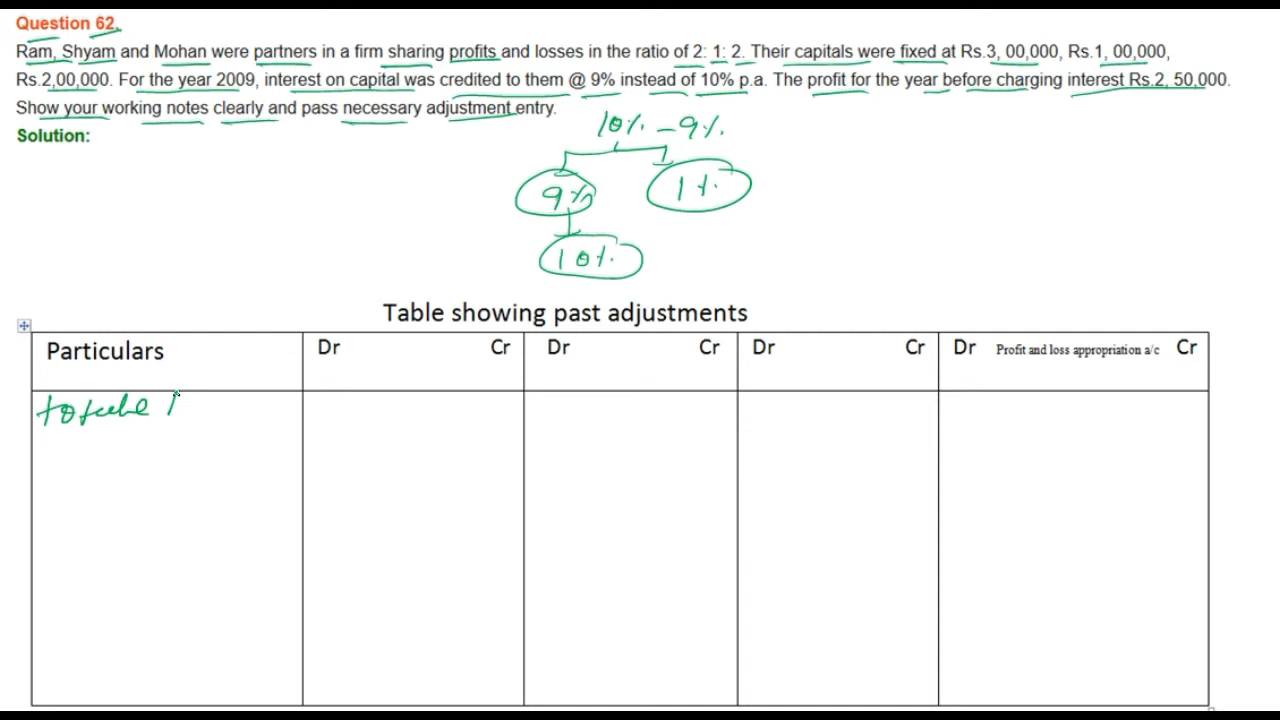 Question 62.
Ram, Shyam and Mohan were partners in a firm sharing profits and losses in the ratio of 2: 1: 2. Their capitals were fixed at Rs.3, 00,000, Rs.1, 00,000,
Rs.2,00,000. For the year 2009, interest on capital was credited to them @ 9% instead of 10% p.a. The profit for the year before charging interest Rs.2, 50,000.
Show your working notes clearly and pass necessary adjustment entry.
Solution:
10% - 9%
9% 1%
10%
Table showing past adjustments
Particulars Dr Cr Dr Cr Dr Cr Dr Profit and loss appropriation a/c Cr
to be